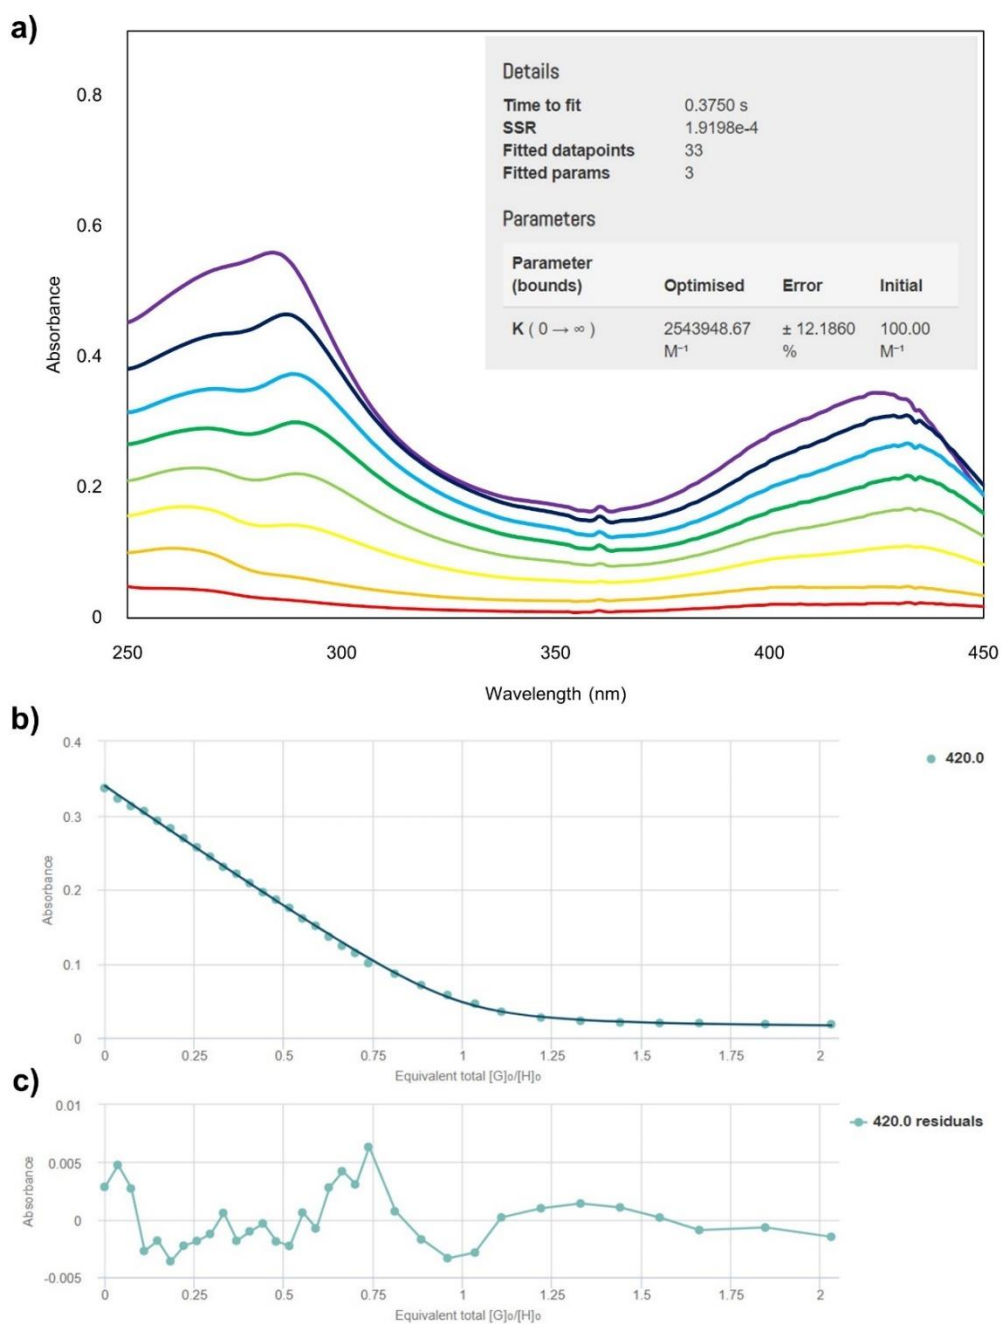 a)
0.8
0.6
0.4
0.2
0
Absorbance
250
300
350
400
450
Wavelength (nm)
Details
Time to fit 0.3750 s
SSR 1.9198e-4
Fitted datapoints 33
Fitted params 3
Parameters
Parameter
(bounds) Optimised Error Initial
K ( 0 → ∞ ) 2543948.67 ± 12.1860 100.00
M⁻¹ % M⁻¹
b)
0.4
0.3
0.2
0.1
0
Absorbance
0 0.25 0.5 0.75 1 1.25 1.5 1.75 2
Equivalent total [G]₀/[H]₀
420.0
c)
0.01
0.005
0
-0.005
Absorbance
0 0.25 0.5 0.75 1 1.25 1.5 1.75 2
Equivalent total [G]₀/[H]₀
420.0 residuals